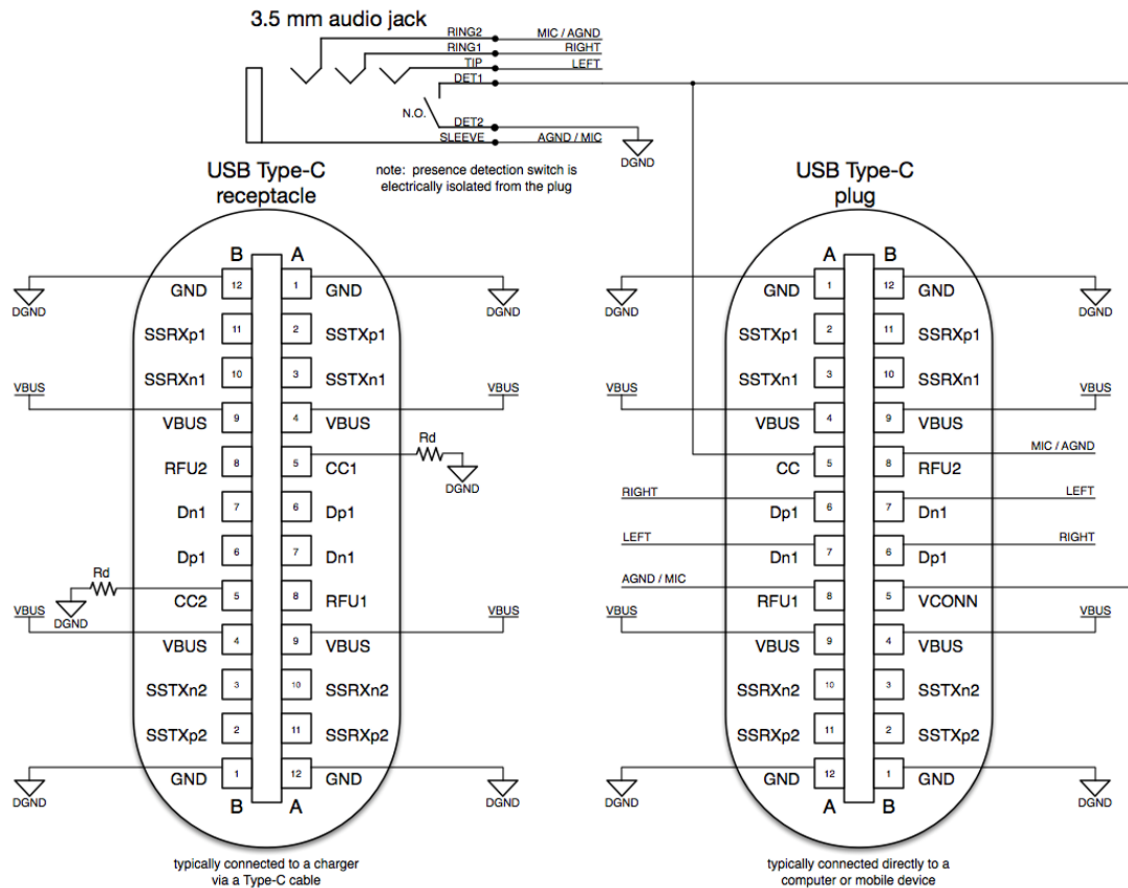 3.5 mm audio jack
RING2 MIC / AGND
RING1 RIGHT
TIP LEFT
DET1
N.O.
DET2
SLEEVE AGND / MIC
DGND
note: presence detection switch is
electrically isolated from the plug
USB Type-C
receptacle
B A
DGND GND 12 1 GND DGND
SSRXp1 11 2 SSTXp1
SSRXn1 10 3 SSTXn1
VBUS VBUS 9 4 VBUS VBUS
RFU2 8 5 CC1 Rd DGND
Dn1 7 6 Dp1
Dp1 6 7 Dn1
DGND Rd CC2 5 8 RFU1
VBUS VBUS 4 9 VBUS VBUS
SSTXn2 3 10 SSRXn2
SSTXp2 2 11 SSRXp2
DGND GND 1 12 GND DGND
B A
typically connected to a charger
via a Type-C cable
USB Type-C
plug
A B
DGND GND 1 12 GND DGND
SSTXp1 2 11 SSRXp1
SSTXn1 3 10 SSRXn1
VBUS VBUS 4 9 VBUS VBUS
CC 5 8 RFU2 MIC / AGND
RIGHT Dp1 6 7 Dn1 LEFT
LEFT Dn1 7 6 Dp1 RIGHT
AGND / MIC RFU1 8 5 VCONN
VBUS VBUS 9 4 VBUS VBUS
SSRXn2 10 3 SSTXn2
SSRXp2 11 2 SSTXp2
DGND GND 12 1 GND DGND
A B
typically connected directly to a
computer or mobile device